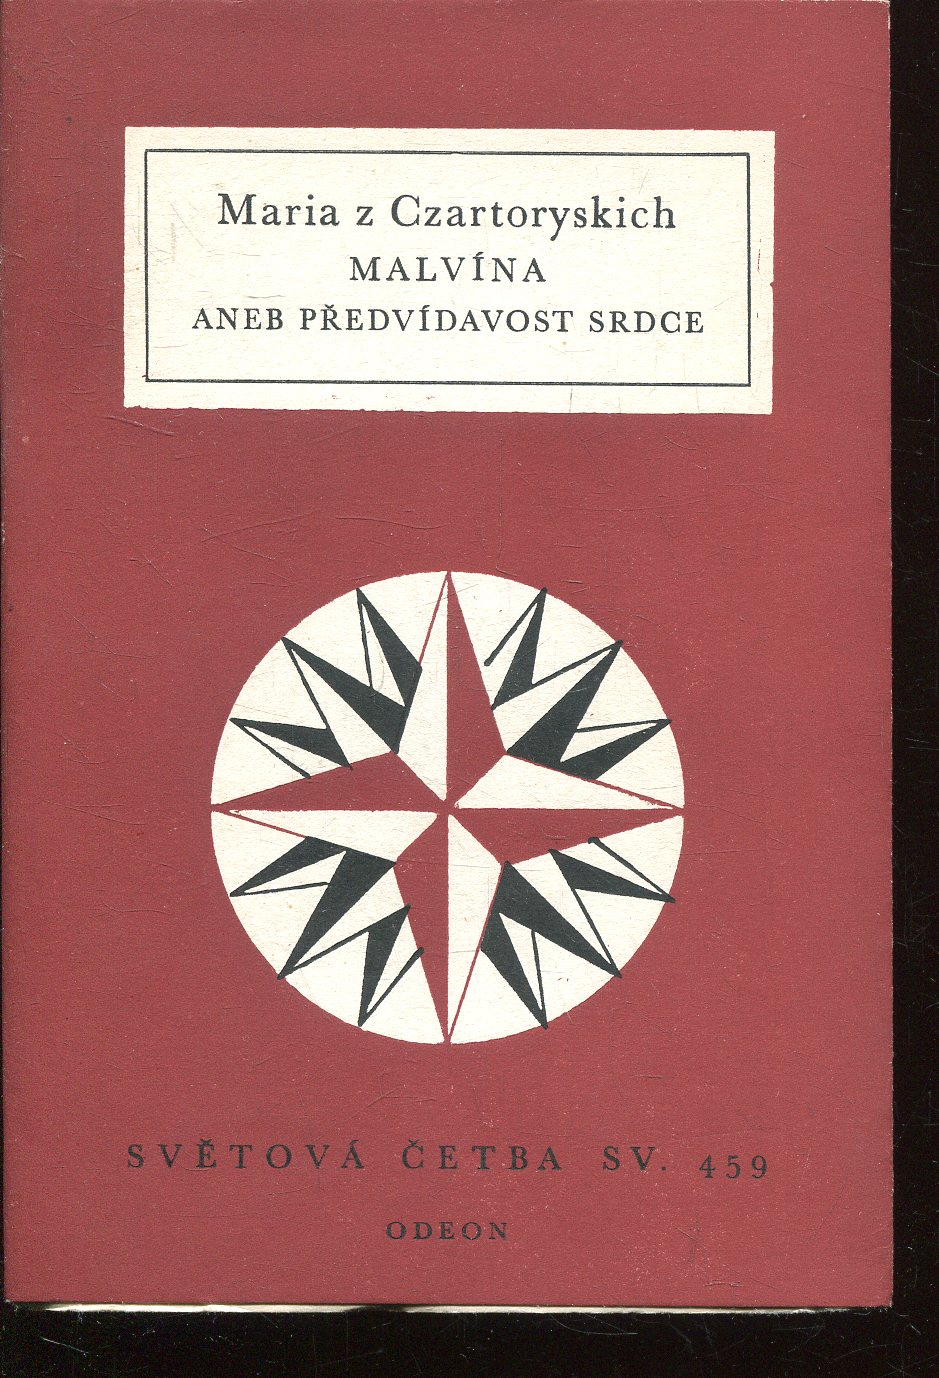 Maria z Czartoryskich
MALVÍNA
ANEB PŘEDVÍDAVOST SRDCE
SVĚTOVÁ ČETBA SV. 459
ODEON